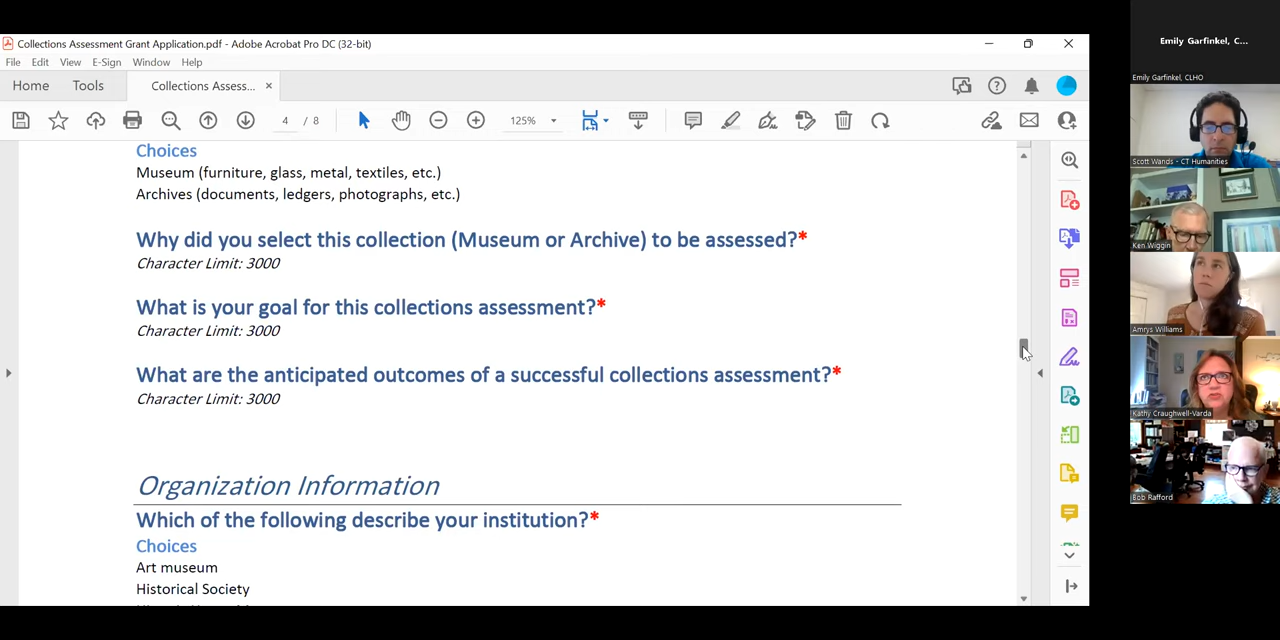 Collections Assessment Grant Application.pdf - Adobe Acrobat Pro DC (32-bit)
File Edit View E-Sign Window Help
Home Tools Collections Assess... ×
4 / 8 125%
Choices
Museum (furniture, glass, metal, textiles, etc.)
Archives (documents, ledgers, photographs, etc.)
Why did you select this collection (Museum or Archive) to be assessed?*
Character Limit: 3000
What is your goal for this collections assessment?*
Character Limit: 3000
What are the anticipated outcomes of a successful collections assessment?*
Character Limit: 3000
Organization Information
Which of the following describe your institution?*
Choices
Art museum
Historical Society
Emily Garfinkel, C...
Emily Garfinkel, CLHO
Scott Wands - CT Humanities
Ken Wiggin
Amrys Williams
Kathy Craughwell-Varda
Bob Rafford